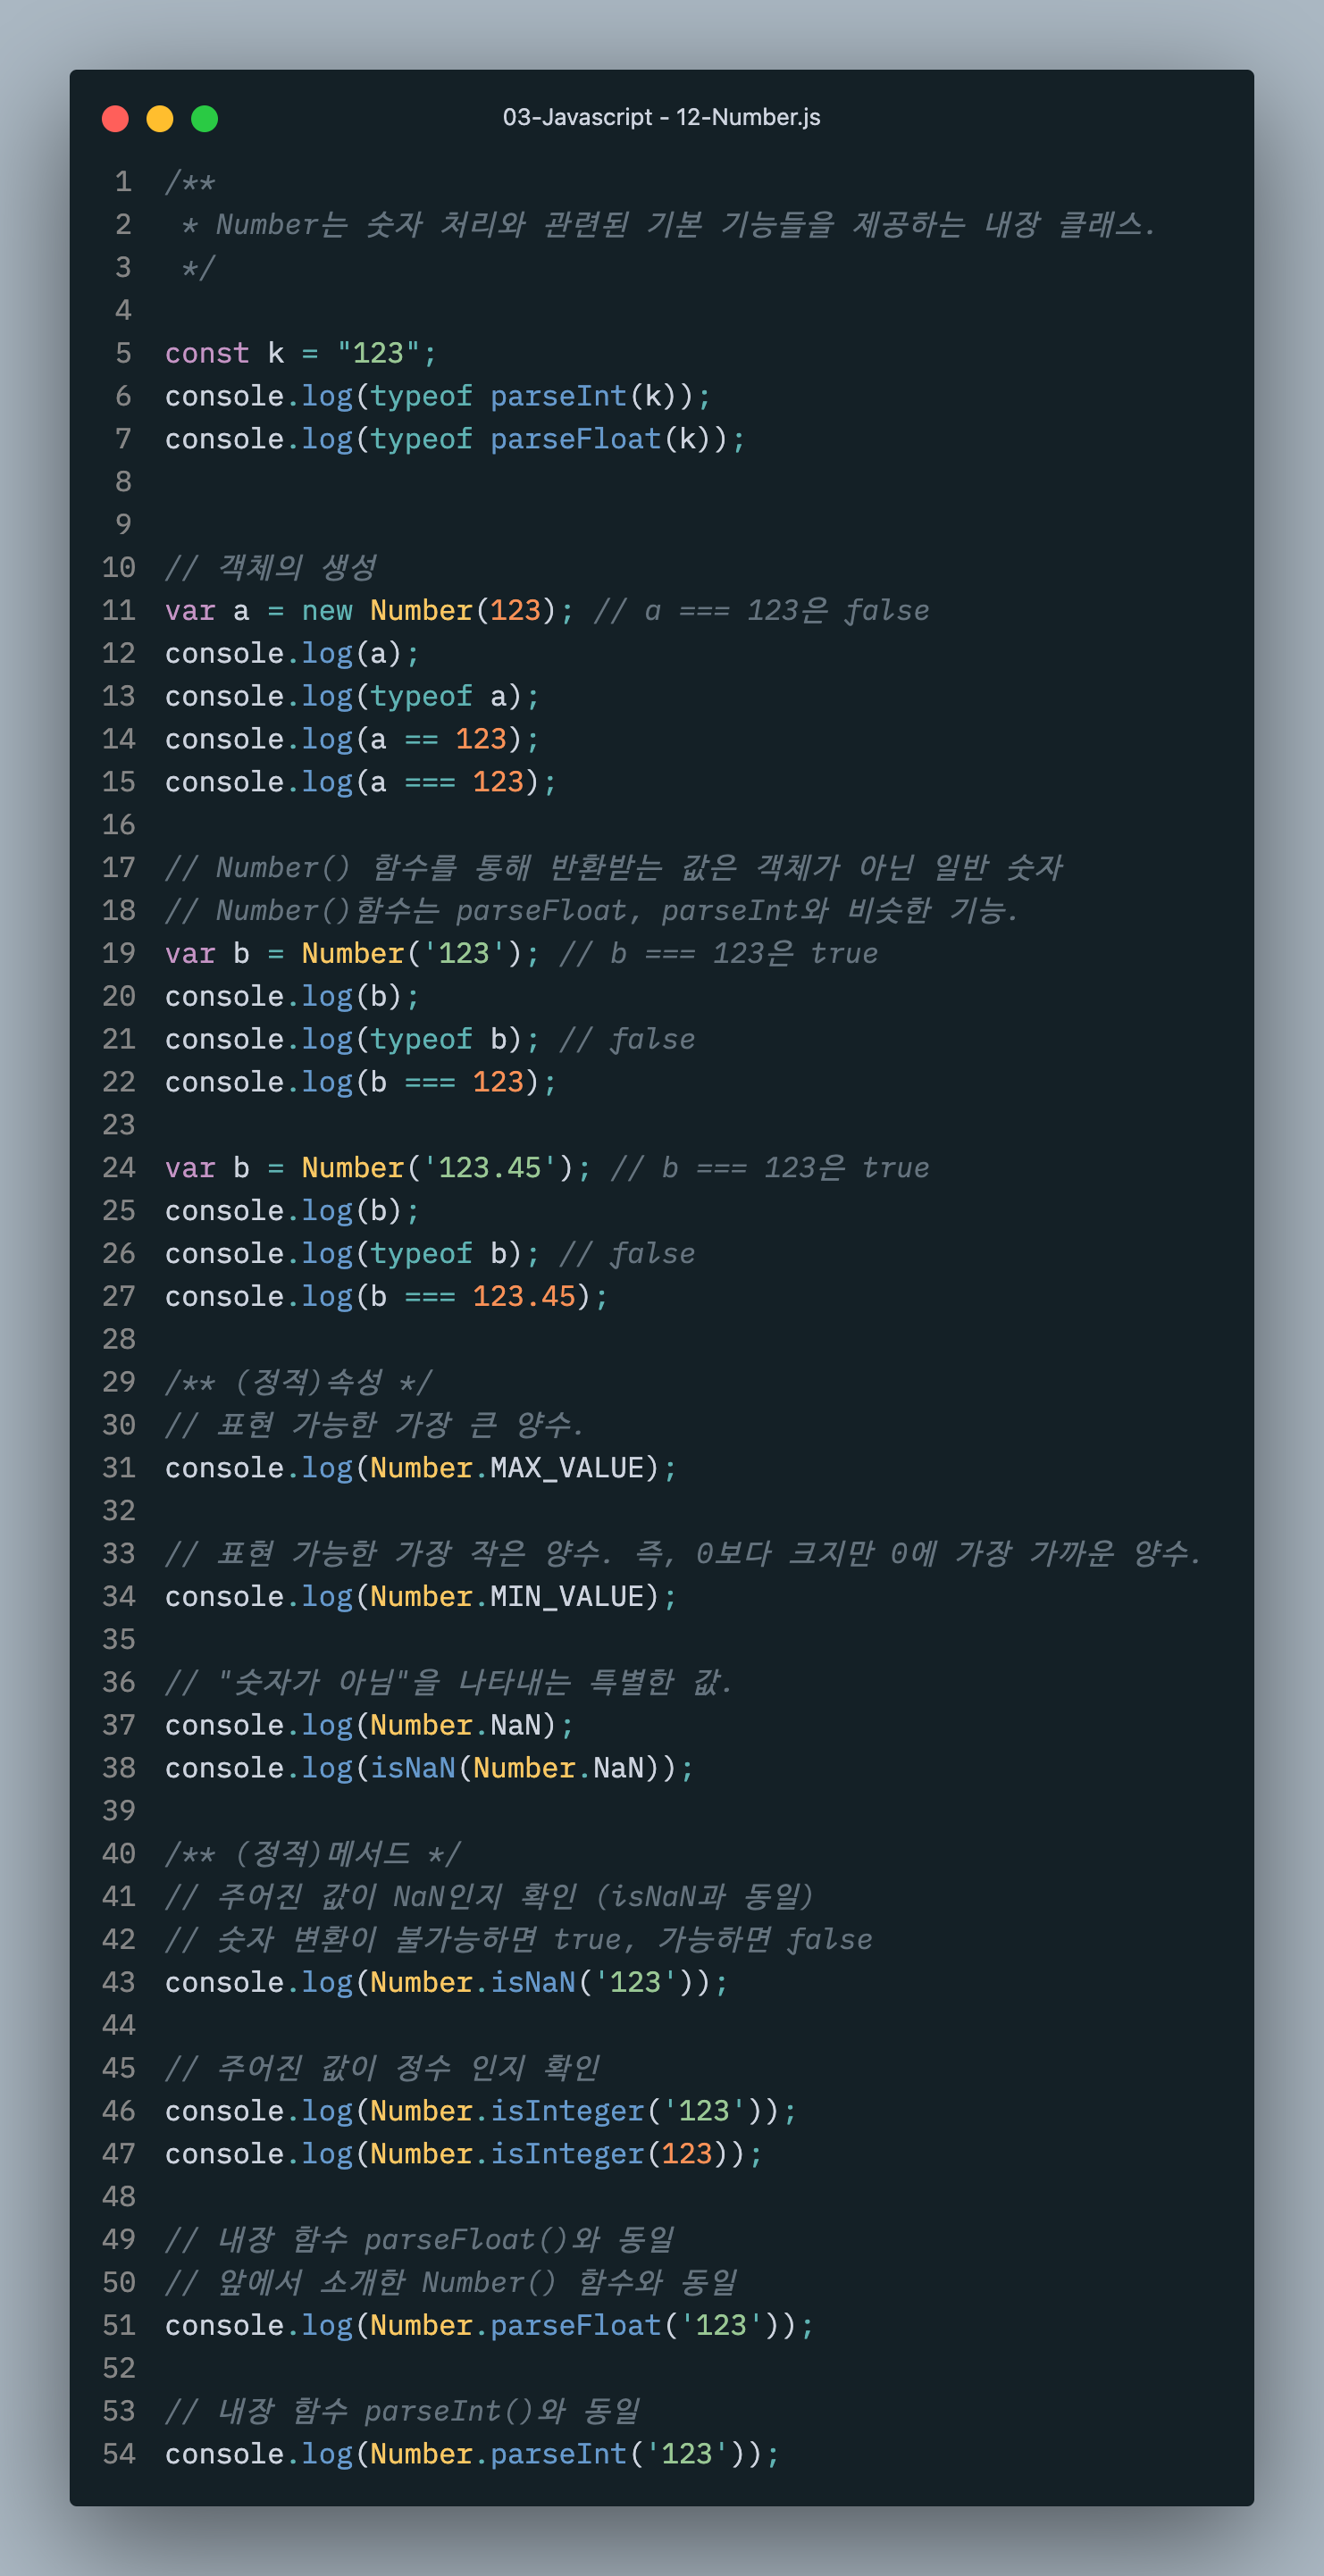 03-Javascript - 12-Number.js
1 /**
2  * Number는 숫자 처리와 관련된 기본 기능들을 제공하는 내장 클래스.
3  */
4
5 const k = "123";
6 console.log(typeof parseInt(k));
7 console.log(typeof parseFloat(k));
8
9
10 // 객체의 생성
11 var a = new Number(123); // a === 123은 false
12 console.log(a);
13 console.log(typeof a);
14 console.log(a == 123);
15 console.log(a === 123);
16
17 // Number() 함수를 통해 반환받는 값은 객체가 아닌 일반 숫자
18 // Number()함수는 parseFloat, parseInt와 비슷한 기능.
19 var b = Number('123'); // b === 123은 true
20 console.log(b);
21 console.log(typeof b); // false
22 console.log(b === 123);
23
24 var b = Number('123.45'); // b === 123은 true
25 console.log(b);
26 console.log(typeof b); // false
27 console.log(b === 123.45);
28
29 /** (정적)속성 */
30 // 표현 가능한 가장 큰 양수.
31 console.log(Number.MAX_VALUE);
32
33 // 표현 가능한 가장 작은 양수. 즉, 0보다 크지만 0에 가장 가까운 양수.
34 console.log(Number.MIN_VALUE);
35
36 // "숫자가 아님"을 나타내는 특별한 값.
37 console.log(Number.NaN);
38 console.log(isNaN(Number.NaN));
39
40 /** (정적)메서드 */
41 // 주어진 값이 NaN인지 확인 (isNaN과 동일)
42 // 숫자 변환이 불가능하면 true, 가능하면 false
43 console.log(Number.isNaN('123'));
44
45 // 주어진 값이 정수 인지 확인
46 console.log(Number.isInteger('123'));
47 console.log(Number.isInteger(123));
48
49 // 내장 함수 parseFloat()와 동일
50 // 앞에서 소개한 Number() 함수와 동일
51 console.log(Number.parseFloat('123'));
52
53 // 내장 함수 parseInt()와 동일
54 console.log(Number.parseInt('123'));